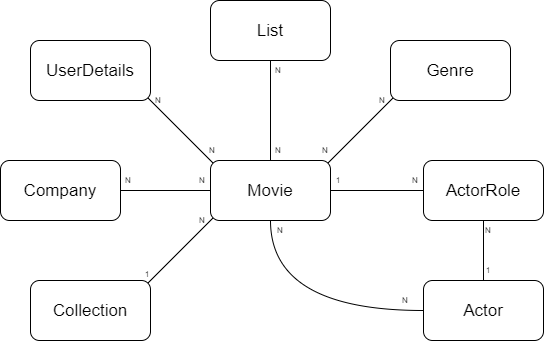 List
UserDetails
Genre
N
N
N
N
N
N
Company
N
N
Movie
1
N
ActorRole
N
N
N
1
1
N
Collection
Actor